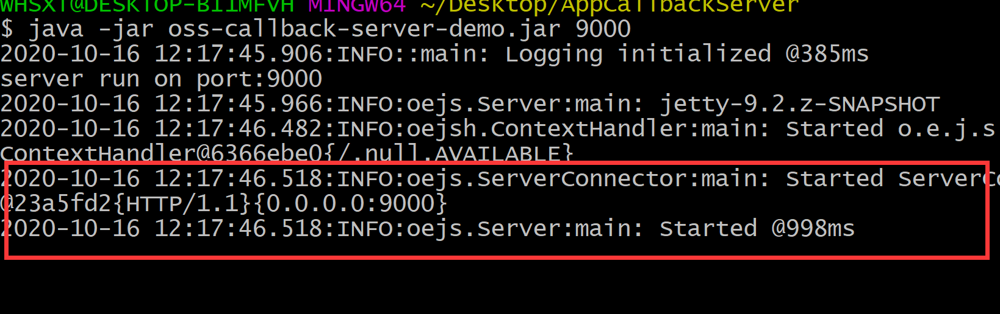 WHSXT@DESKTOP-BI1MFVH MINGW64 ~/Desktop/AppCallbackServer
$ java -jar oss-callback-server-demo.jar 9000
2020-10-16 12:17:45.906:INFO::main: Logging initialized @385ms
server run on port:9000
2020-10-16 12:17:45.966:INFO:oejs.Server:main: jetty-9.2.z-SNAPSHOT
2020-10-16 12:17:46.482:INFO:oejsh.ContextHandler:main: Started o.e.j.s
ContextHandler@6366ebe0{/,null,AVAILABLE}
2020-10-16 12:17:46.518:INFO:oejs.ServerConnector:main: Started ServerCo
@23a5fd2{HTTP/1.1}{0.0.0.0:9000}
2020-10-16 12:17:46.518:INFO:oejs.Server:main: Started @998ms